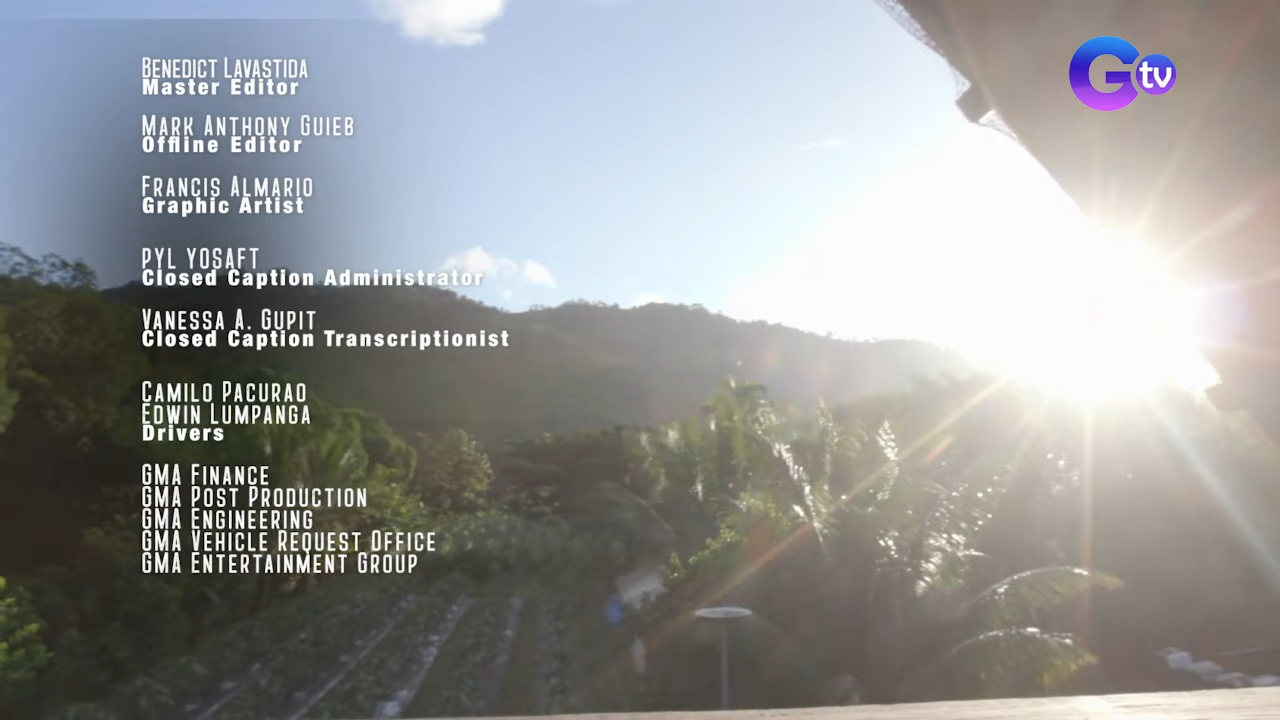 BENEDICT LAVASTIDA
Master Editor
MARK ANTHONY GUIEB
Offline Editor
FRANCIS ALMARIO
Graphic Artist
PYL YOSAFT
Closed Caption Administrator
VANESSA A. GUPIT
Closed Caption Transcriptionist
CAMILO PACURAO
EDWIN LUMPANGA
Drivers
GMA FINANCE
GMA POST PRODUCTION
GMA ENGINEERING
GMA VEHICLE REQUEST OFFICE
GMA ENTERTAINMENT GROUP
G tv